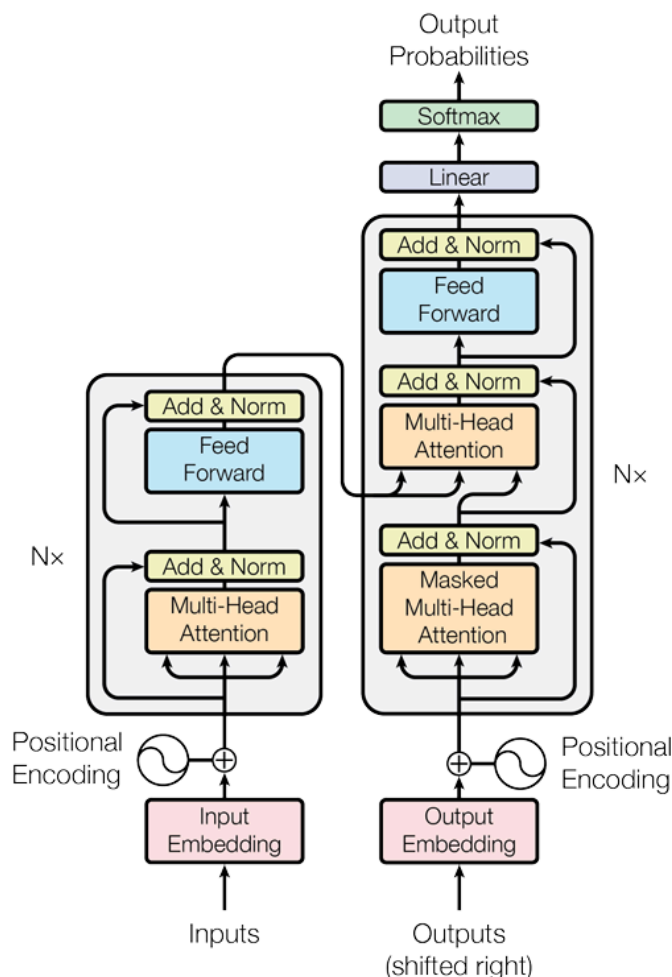 Output
Probabilities
Softmax
Linear
Add & Norm
Feed
Forward
Add & Norm
Multi-Head
Attention
Nx
Add & Norm
Masked
Multi-Head
Attention
Add & Norm
Feed
Forward
Nx
Add & Norm
Multi-Head
Attention
Positional
Encoding
Positional
Encoding
Input
Embedding
Output
Embedding
Inputs
Outputs
(shifted right)